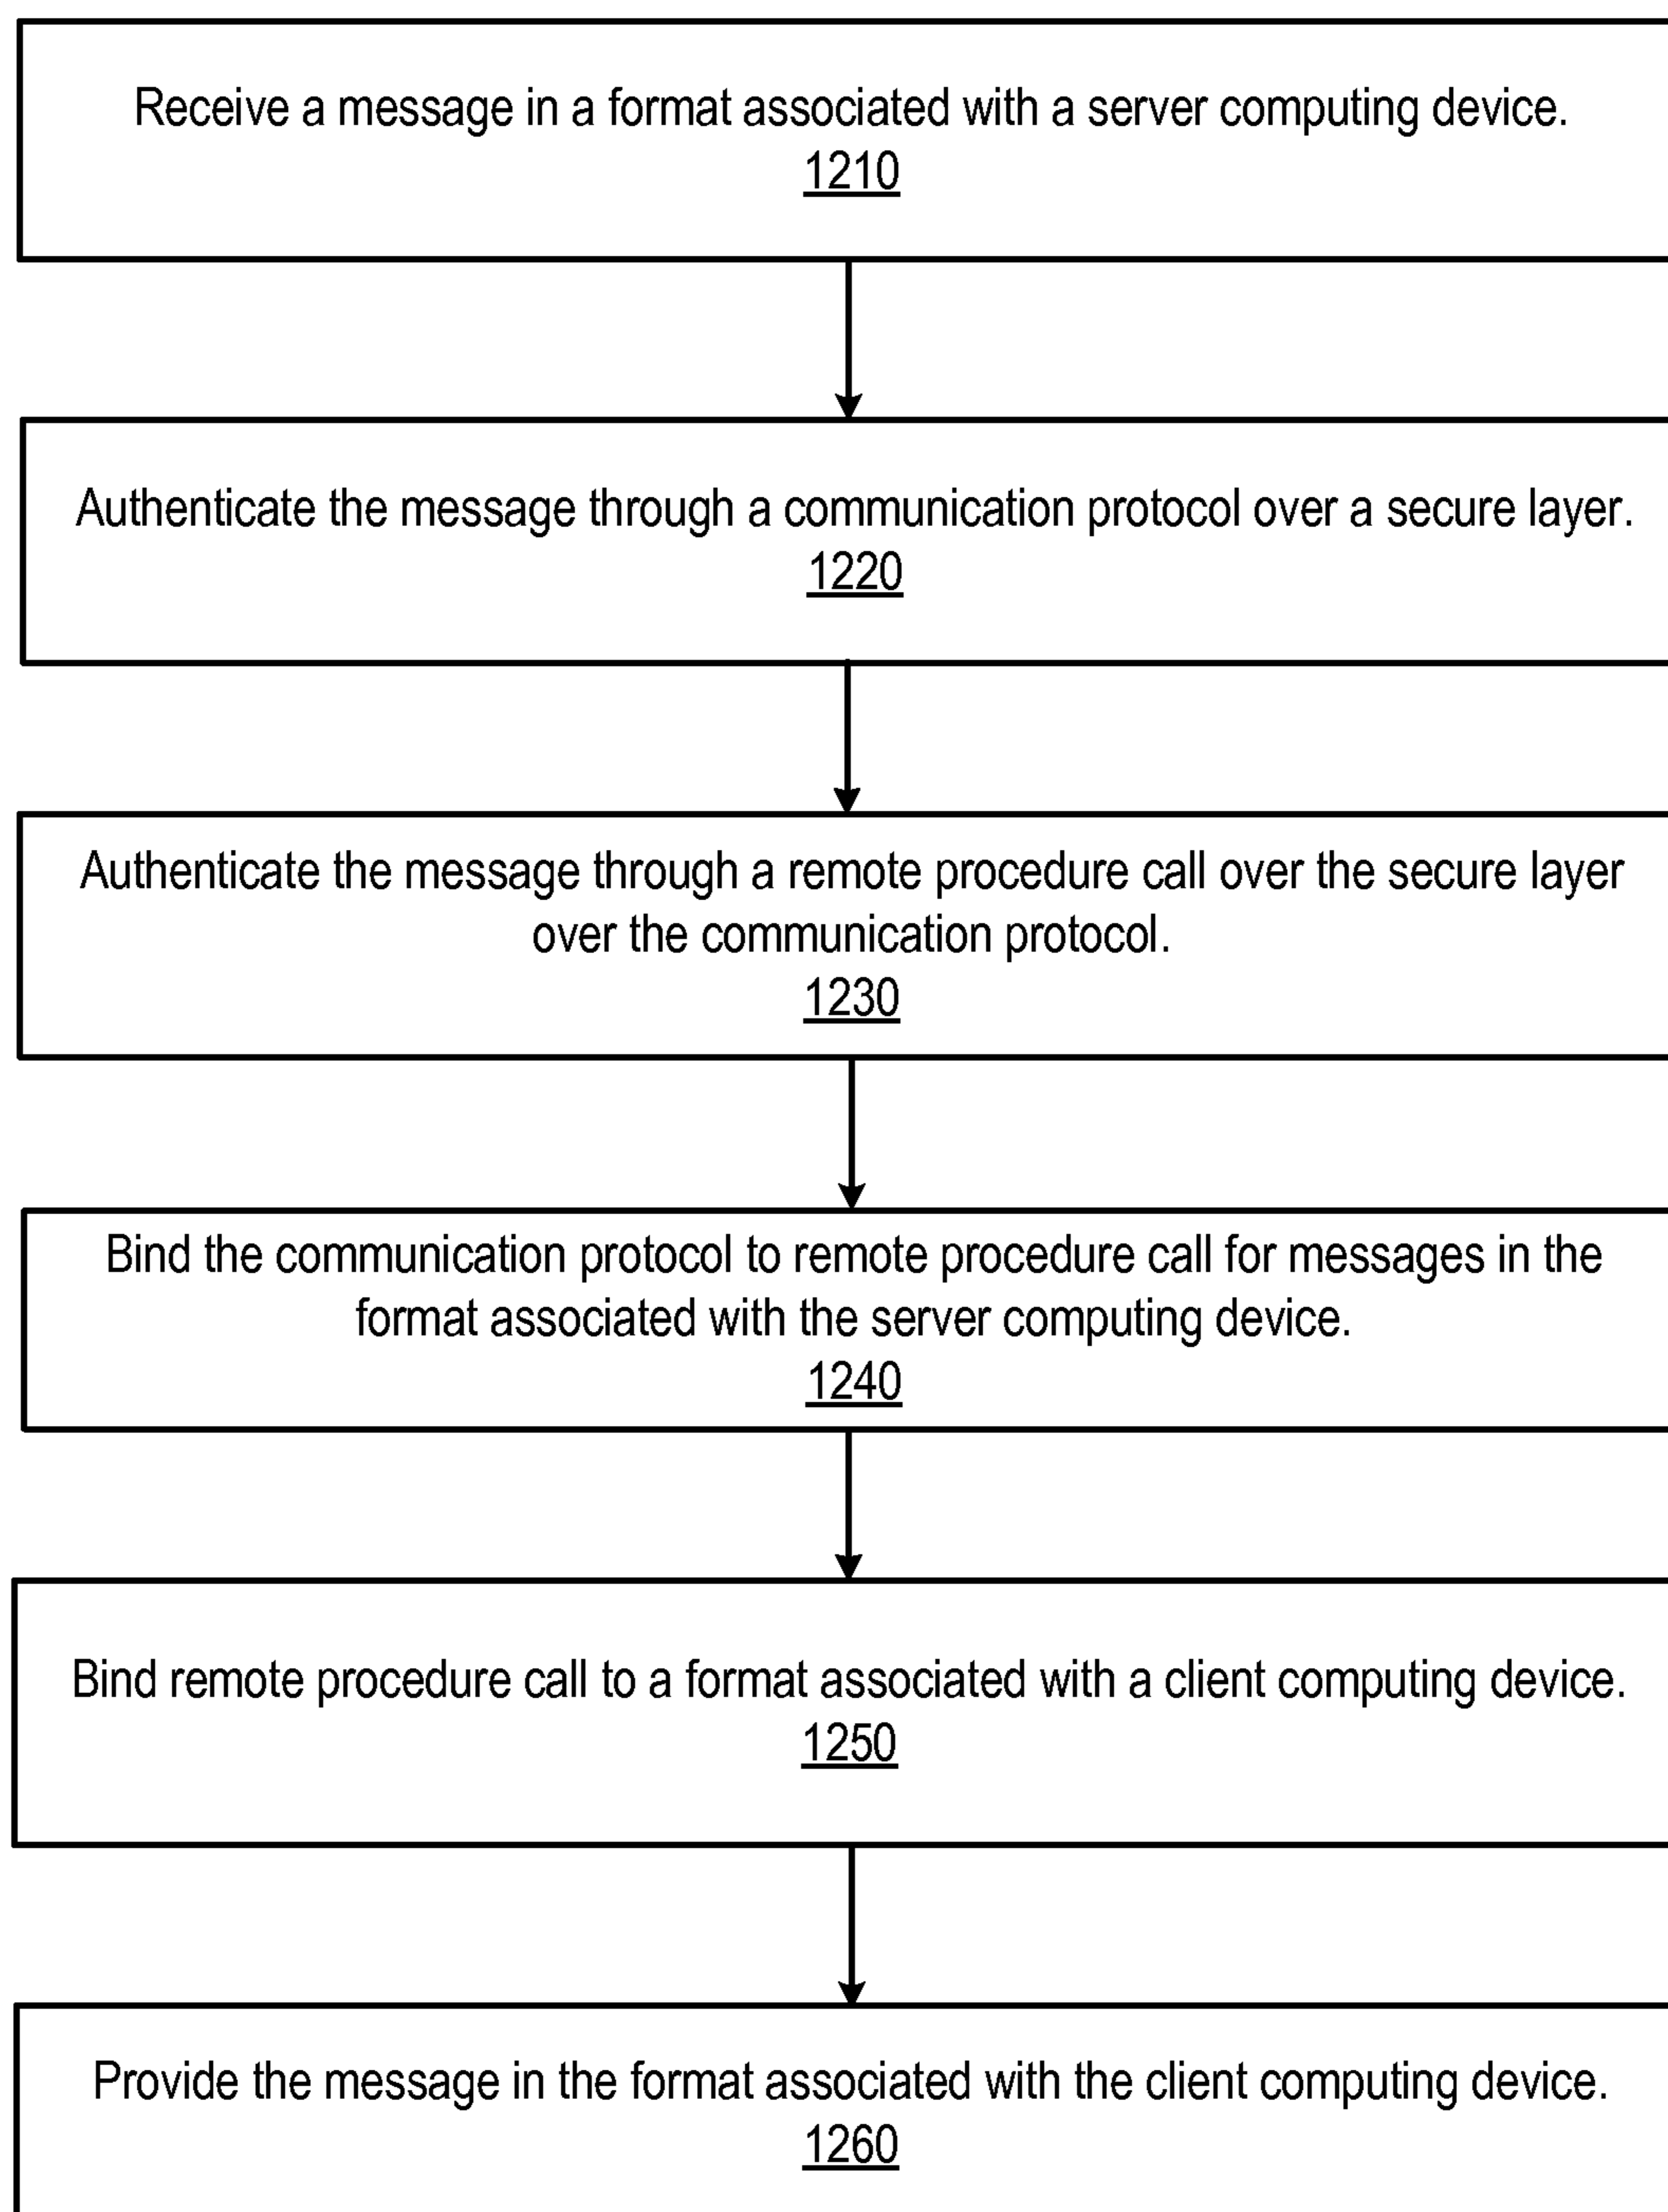 Receive a message in a format associated with a server computing device.
1210
Authenticate the message through a communication protocol over a secure layer.
1220
Authenticate the message through a remote procedure call over the secure layer
over the communication protocol.
1230
Bind the communication protocol to remote procedure call for messages in the
format associated with the server computing device.
1240
Bind remote procedure call to a format associated with a client computing device.
1250
Provide the message in the format associated with the client computing device.
1260